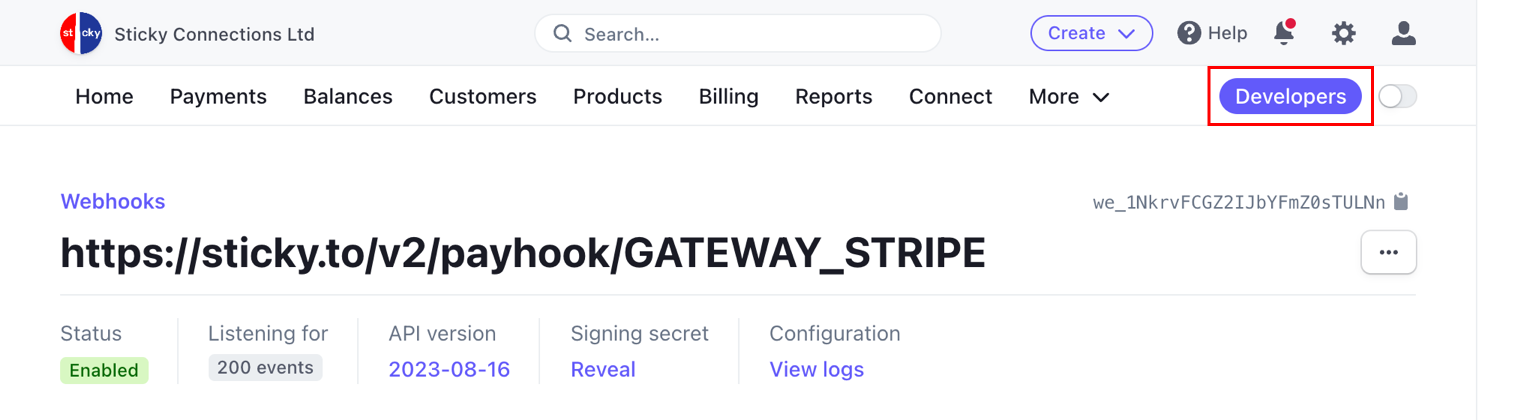 sticky Sticky Connections Ltd Search... Create Help
Home Payments Balances Customers Products Billing Reports Connect More Developers
Webhooks we_1NkrvFCGZ2IJbYFmZ0sTULNn
https://sticky.to/v2/payhook/GATEWAY_STRIPE
Status Listening for API version Signing secret Configuration
Enabled 200 events 2023-08-16 Reveal View logs